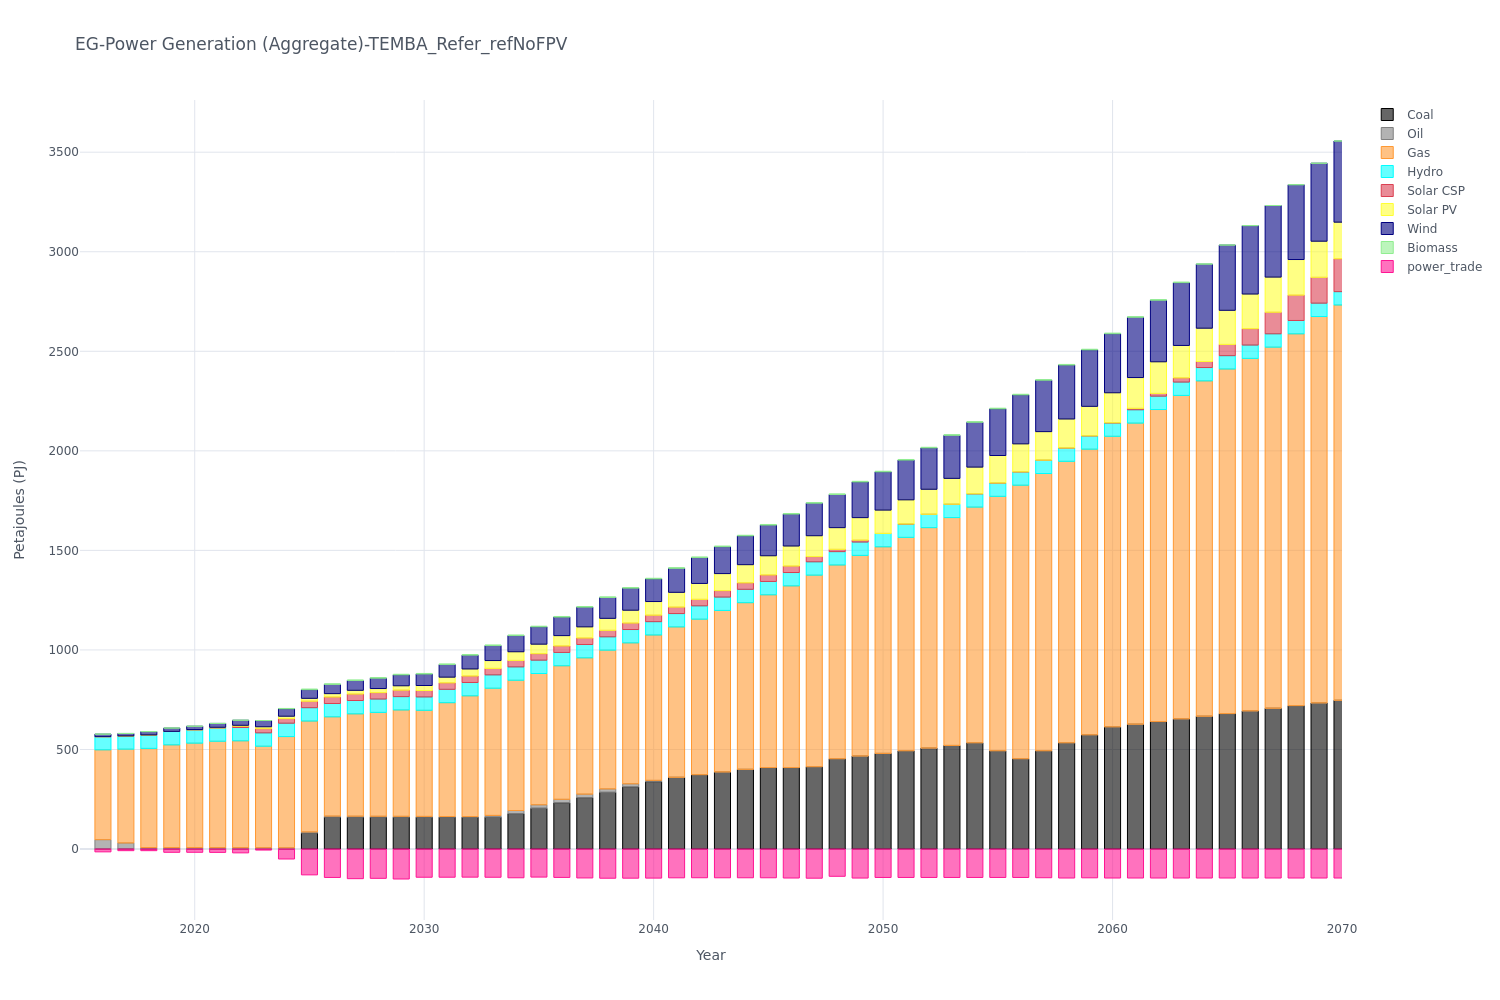 EG-Power Generation (Aggregate)-TEMBA_Refer_refNoFPV
Coal
Oil
Gas
Hydro
Solar CSP
Solar PV
Wind
Biomass
power_trade
Petajoules (PJ)
3500
3000
2500
2000
1500
1000
500
0
2020
2030
2040
2050
2060
2070
Year